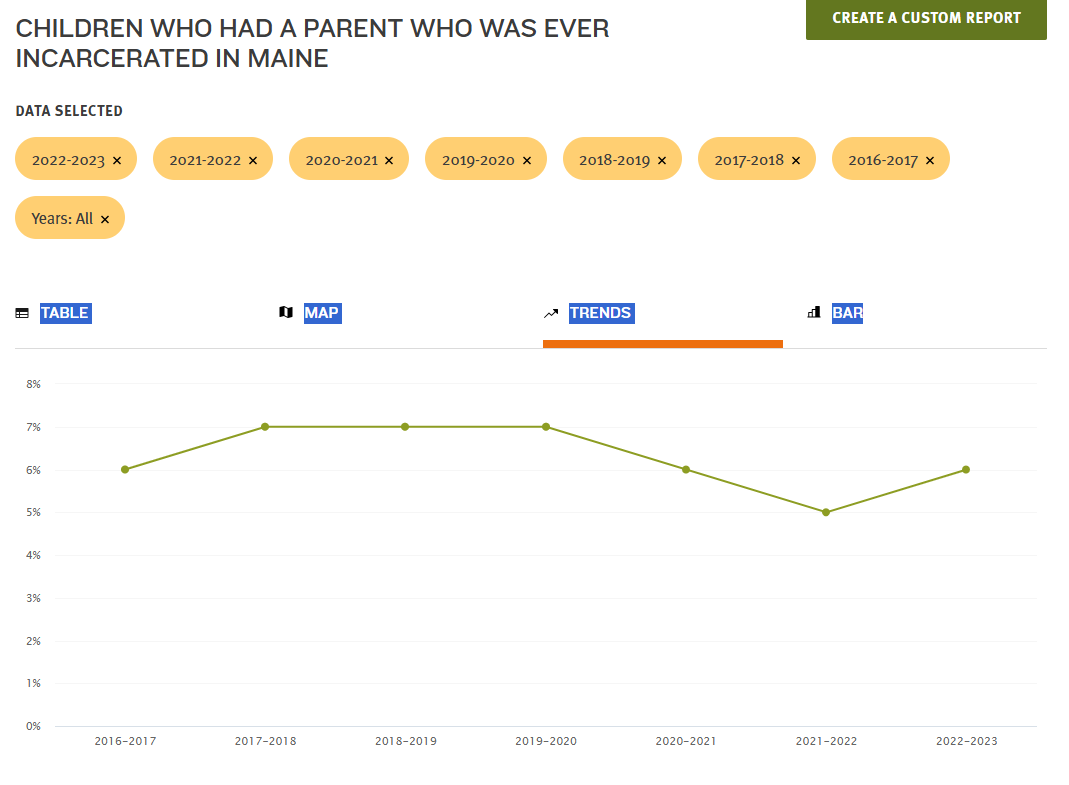 CHILDREN WHO HAD A PARENT WHO WAS EVER
INCARCERATED IN MAINE
CREATE A CUSTOM REPORT
DATA SELECTED
2022-2023 ×
2021-2022 ×
2020-2021 ×
2019-2020 ×
2018-2019 ×
2017-2018 ×
2016-2017 ×
Years: All ×
TABLE
MAP
TRENDS
BAR
8%
7%
6%
5%
4%
3%
2%
1%
0%
2016–2017
2017–2018
2018–2019
2019–2020
2020–2021
2021–2022
2022–2023